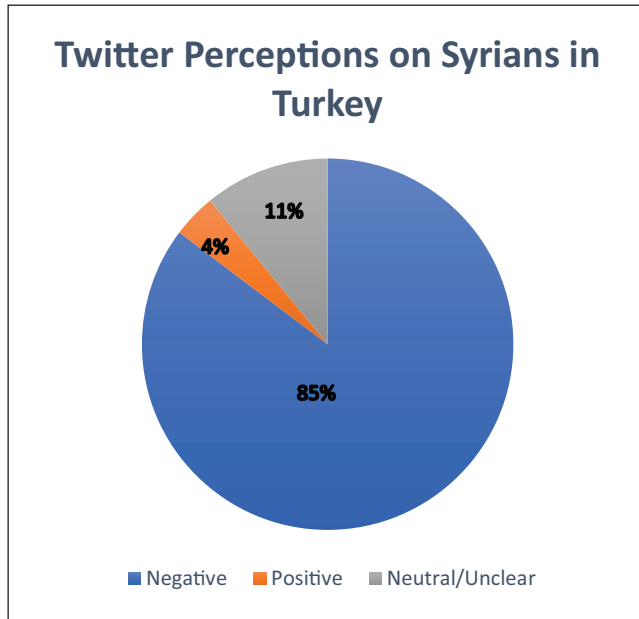 Twitter Perceptions on Syrians in
Turkey
11%
4%
85%
Negative Positive Neutral/Unclear